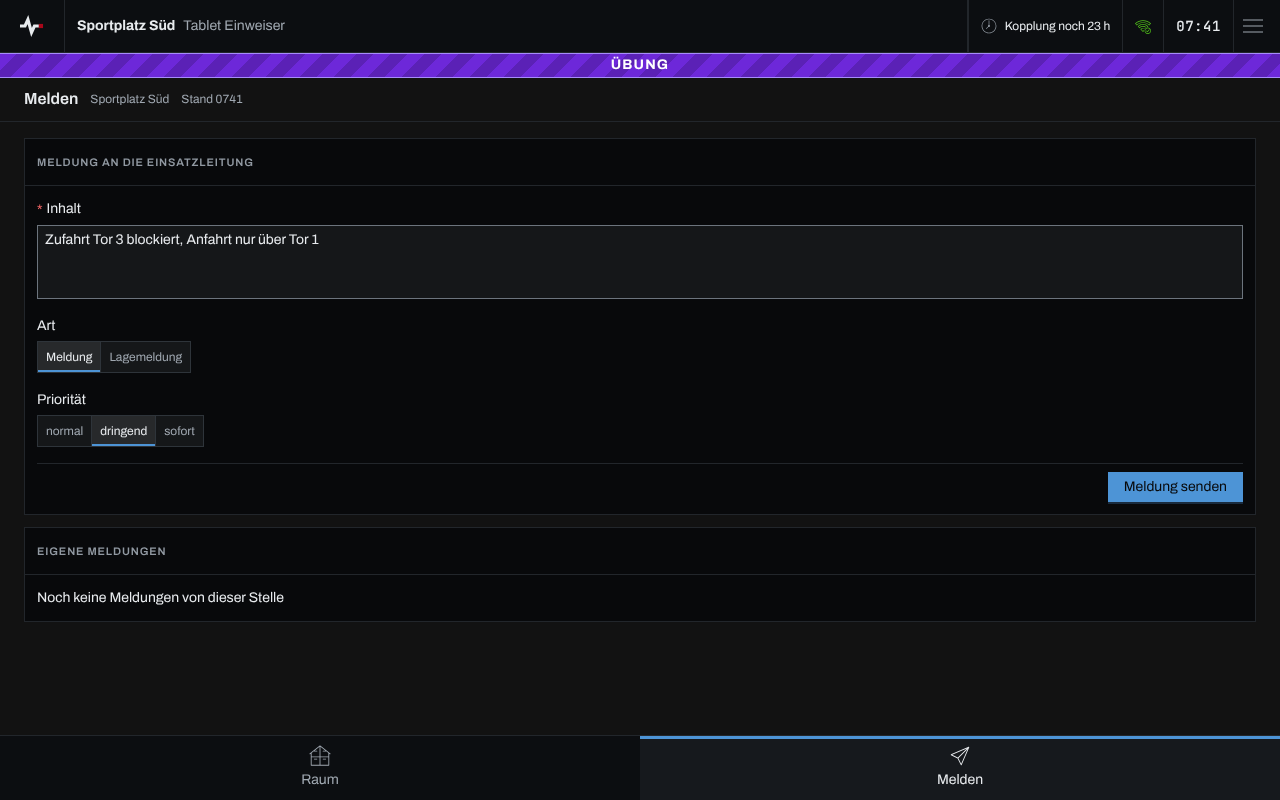 Sportplatz Süd Tablet Einweiser
Kopplung noch 23 h
07:41
ÜBUNG
Melden Sportplatz Süd Stand 0741
MELDUNG AN DIE EINSATZLEITUNG
* Inhalt
Zufahrt Tor 3 blockiert, Anfahrt nur über Tor 1
Art
Meldung Lagemeldung
Priorität
normal dringend sofort
Meldung senden
EIGENE MELDUNGEN
Noch keine Meldungen von dieser Stelle
Raum
Melden